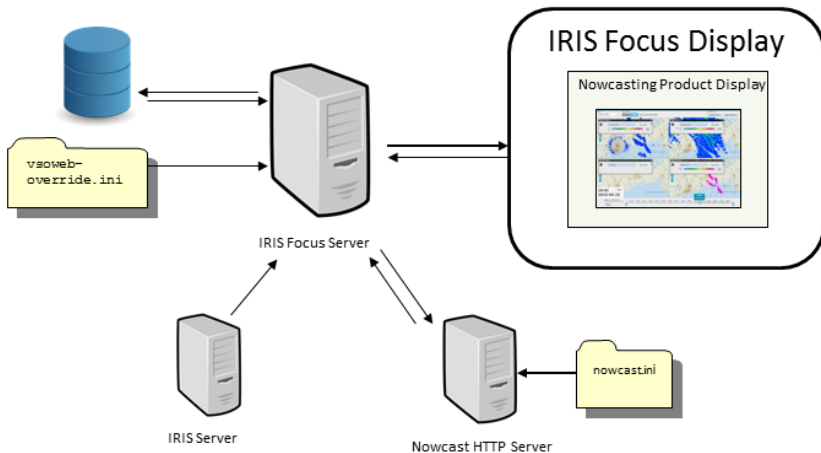 IRIS Focus Display
Nowcasting Product Display
vsoweb-
override.ini
IRIS Focus Server
nowcast.ini
IRIS Server
Nowcast HTTP Server